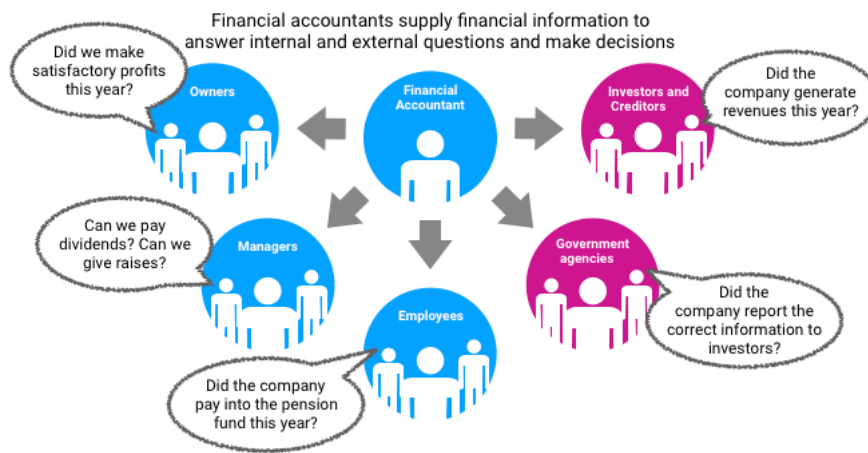 Financial accountants supply financial information to
answer internal and external questions and make decisions
Did we make
satisfactory profits
this year?
Owners
Financial
Accountant
Investors and
Creditors
Did the
company generate
revenues this year?
Can we pay
dividends? Can we
give raises?
Managers
Government
agencies
Did the
company report the
correct information to
investors?
Employees
Did the company
pay into the pension
fund this year?